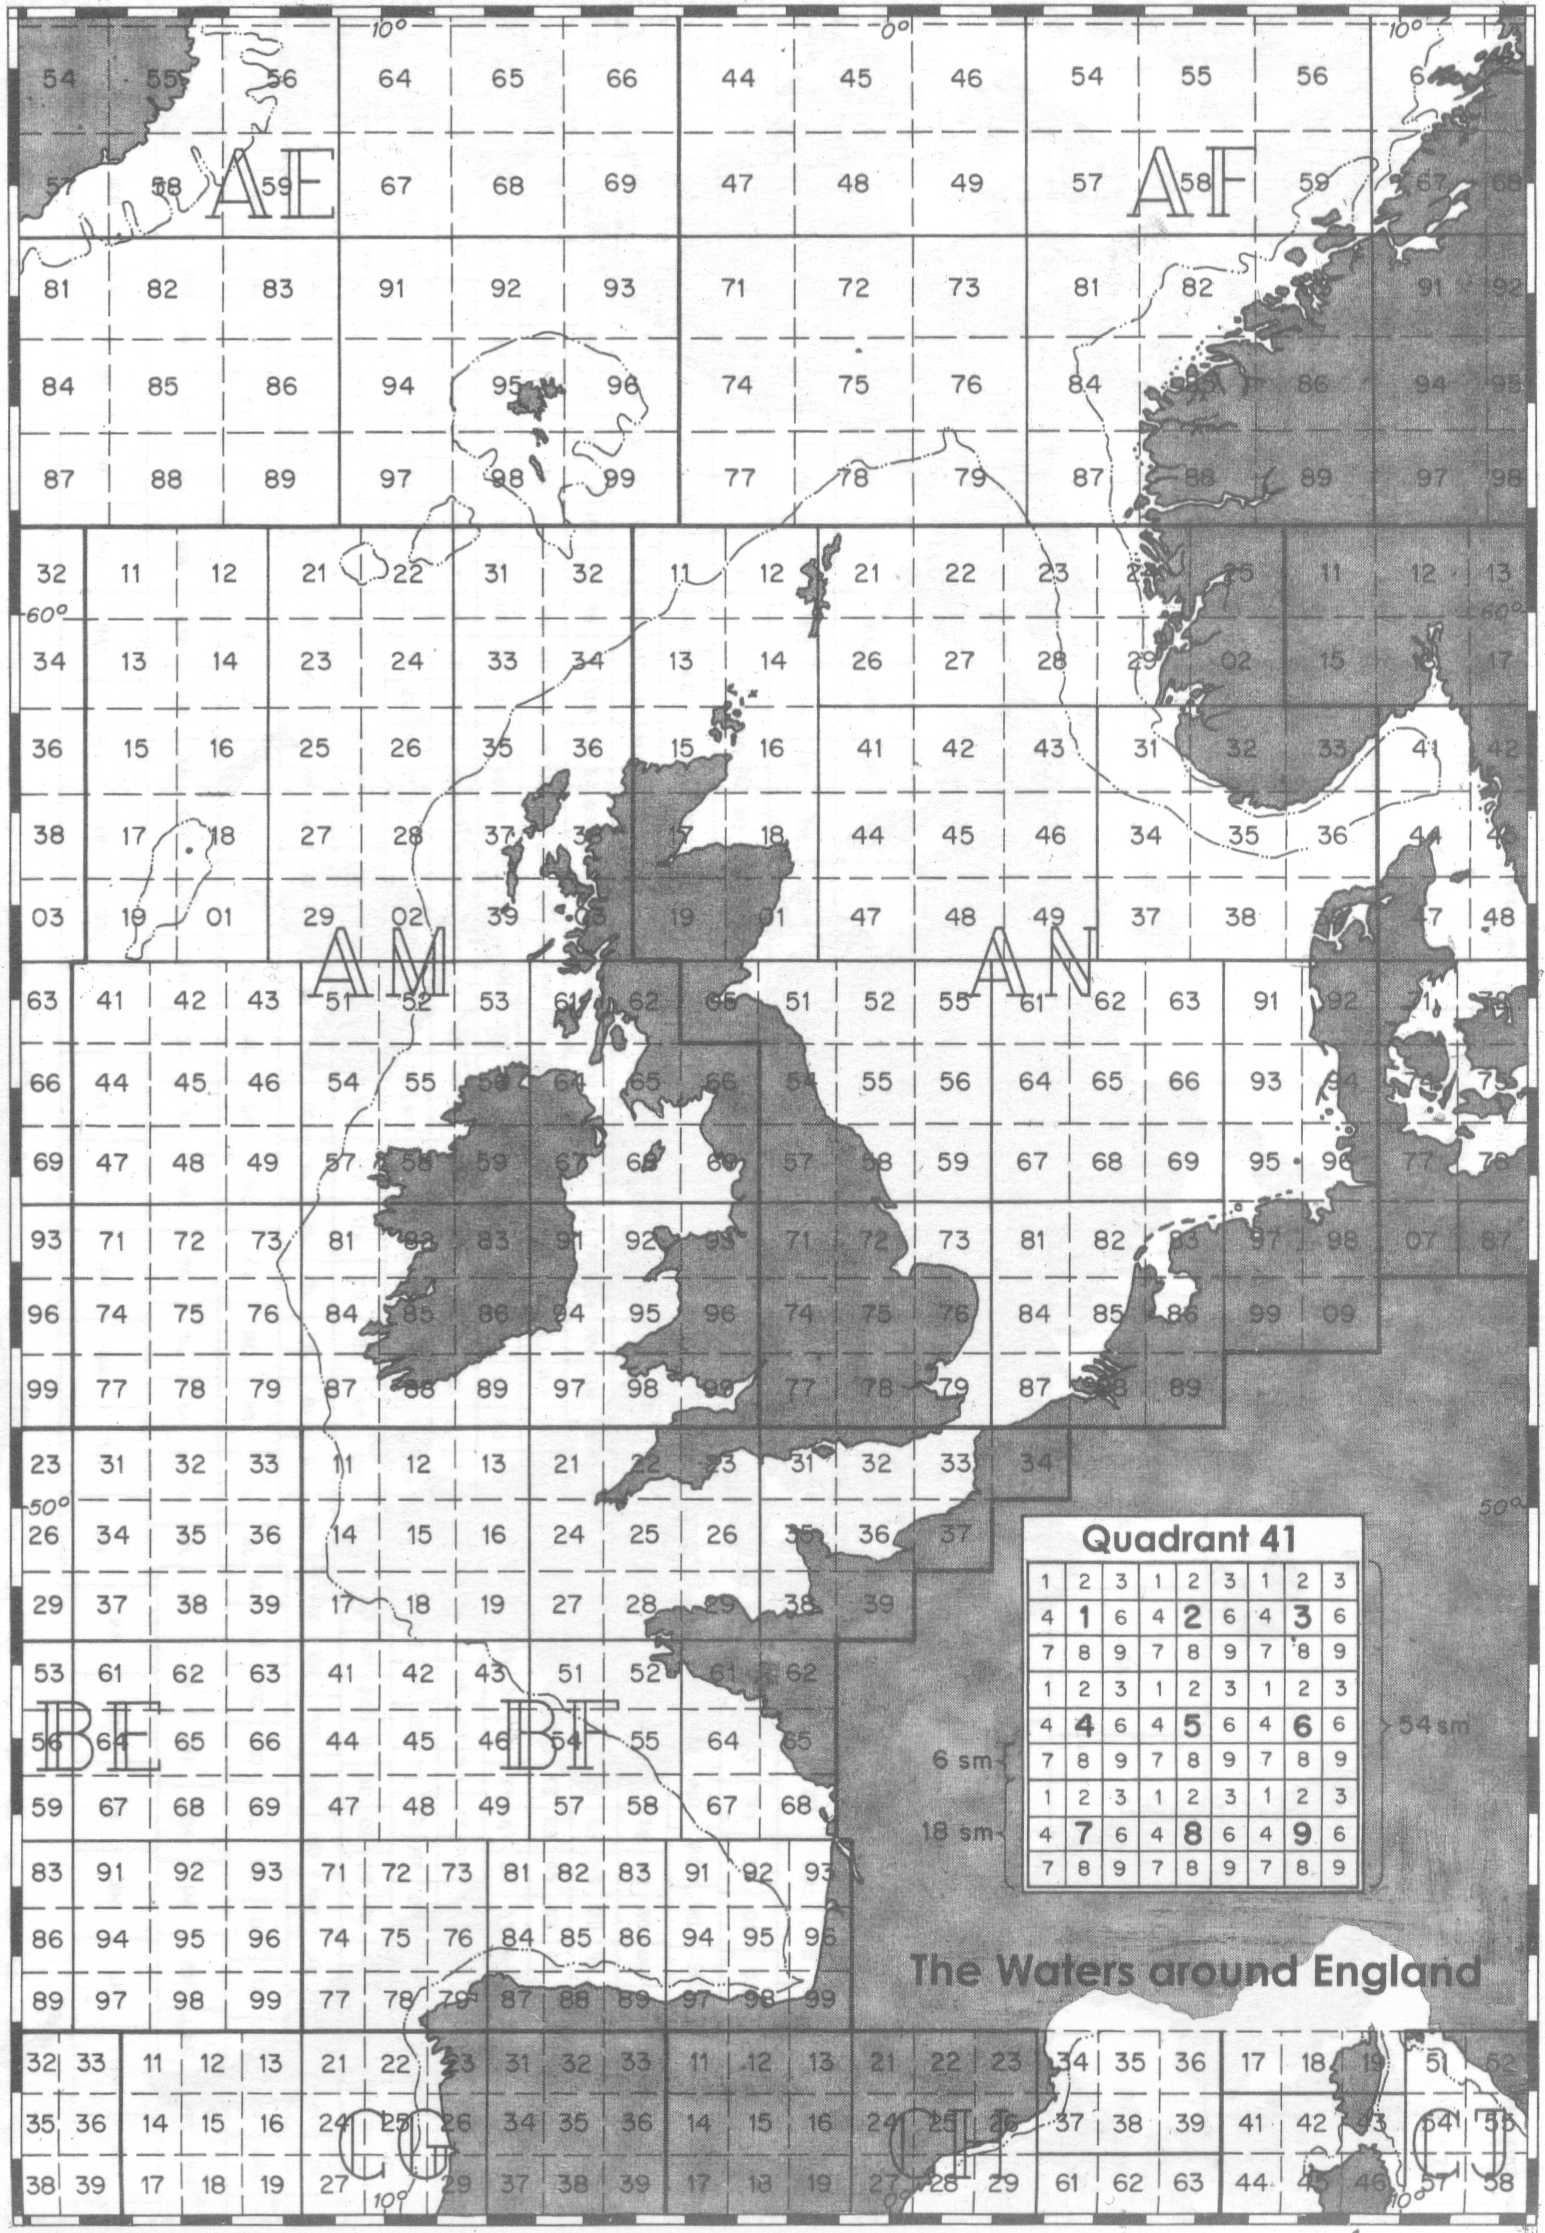 10° 0° 10°
54 55 56 64 65 66 44 45 46 54 55 56
57 58 59 67 68 69 47 48 49 57 58 59 67 68
AE AF
81 82 83 91 92 93 71 72 73 81 82 91 92
84 85 86 94 95 96 74 75 76 84 85 86 94 95
87 88 89 97 98 99 77 78 79 87 88 89 97 98
32 11 12 21 22 31 32 11 12 21 22 23 25 11 12 13
60° 60°
34 13 14 23 24 33 34 13 14 26 27 28 29 02 15 17
36 15 16 25 26 35 36 15 16 41 42 43 31 32 33 41 42
38 17 18 27 28 37 38 17 18 44 45 46 34 35 36 44
03 19 01 29 02 39 03 19 01 47 48 49 37 38 39 47 48
AM AN
63 41 42 43 51 52 53 61 62 63 51 52 53 61 62 63 91 92 71 72
66 44 45 46 54 55 56 64 65 66 54 55 56 64 65 66 93 94 74 75
69 47 48 49 57 58 59 67 68 69 57 58 59 67 68 69 95 96 77 78
93 71 72 73 81 82 83 91 92 93 71 72 73 81 82 83 97 98 07 87
96 74 75 76 84 85 86 94 95 96 74 75 76 84 85 86 99 09
99 77 78 79 87 88 89 97 98 99 77 78 79 87 88 89
23 31 32 33 11 12 13 21 22 23 31 32 33 34
50° 50°
26 34 35 36 14 15 16 24 25 26 35 36 37
29 37 38 39 17 18 19 27 28 29 38 39
53 61 62 63 41 42 43 51 52 61 62
BE BF
56 64 65 66 44 45 46 54 55 64 65
59 67 68 69 47 48 49 57 58 67 68
83 91 92 93 71 72 73 81 82 83 91 92 93
86 94 95 96 74 75 76 84 85 86 94 95 96
89 97 98 99 77 78 79 87 88 89 97 98 99
Quadrant 41
1 2 3 1 2 3 1 2 3
4 1 6 4 2 6 4 3 6
7 8 9 7 8 9 7 8 9
1 2 3 1 2 3 1 2 3
4 4 6 4 5 6 4 6 6
7 8 9 7 8 9 7 8 9
1 2 3 1 2 3 1 2 3
4 7 6 4 8 6 4 9 6
7 8 9 7 8 9 7 8 9
54 sm
6 sm
18 sm
The Waters around England
32 33 11 12 13 21 22 23 31 32 33 11 12 13 21 22 23 34 35 36 17 18 19 51 52
35 36 14 15 16 24 25 26 34 35 36 14 15 16 24 25 26 37 38 39 41 42 43 54 55
CG CH CJ
38 39 17 18 19 27 29 37 38 39 17 18 19 27 28 29 61 62 63 44 45 46 57 58
10° 0° 10°